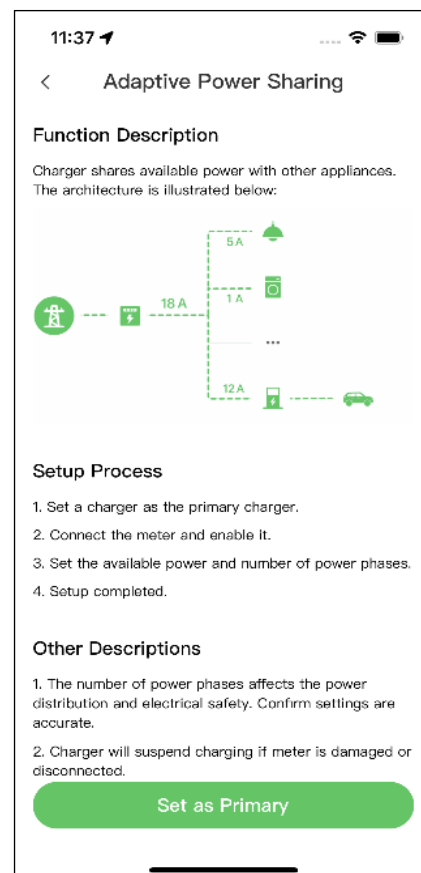 11:37
Adaptive Power Sharing
Function Description
Charger shares available power with other appliances.
The architecture is illustrated below:
5 A
18 A
1 A
...
12 A
Setup Process
1. Set a charger as the primary charger.
2. Connect the meter and enable it.
3. Set the available power and number of power phases.
4. Setup completed.
Other Descriptions
1. The number of power phases affects the power
distribution and electrical safety. Confirm settings are
accurate.
2. Charger will suspend charging if meter is damaged or
disconnected.
Set as Primary